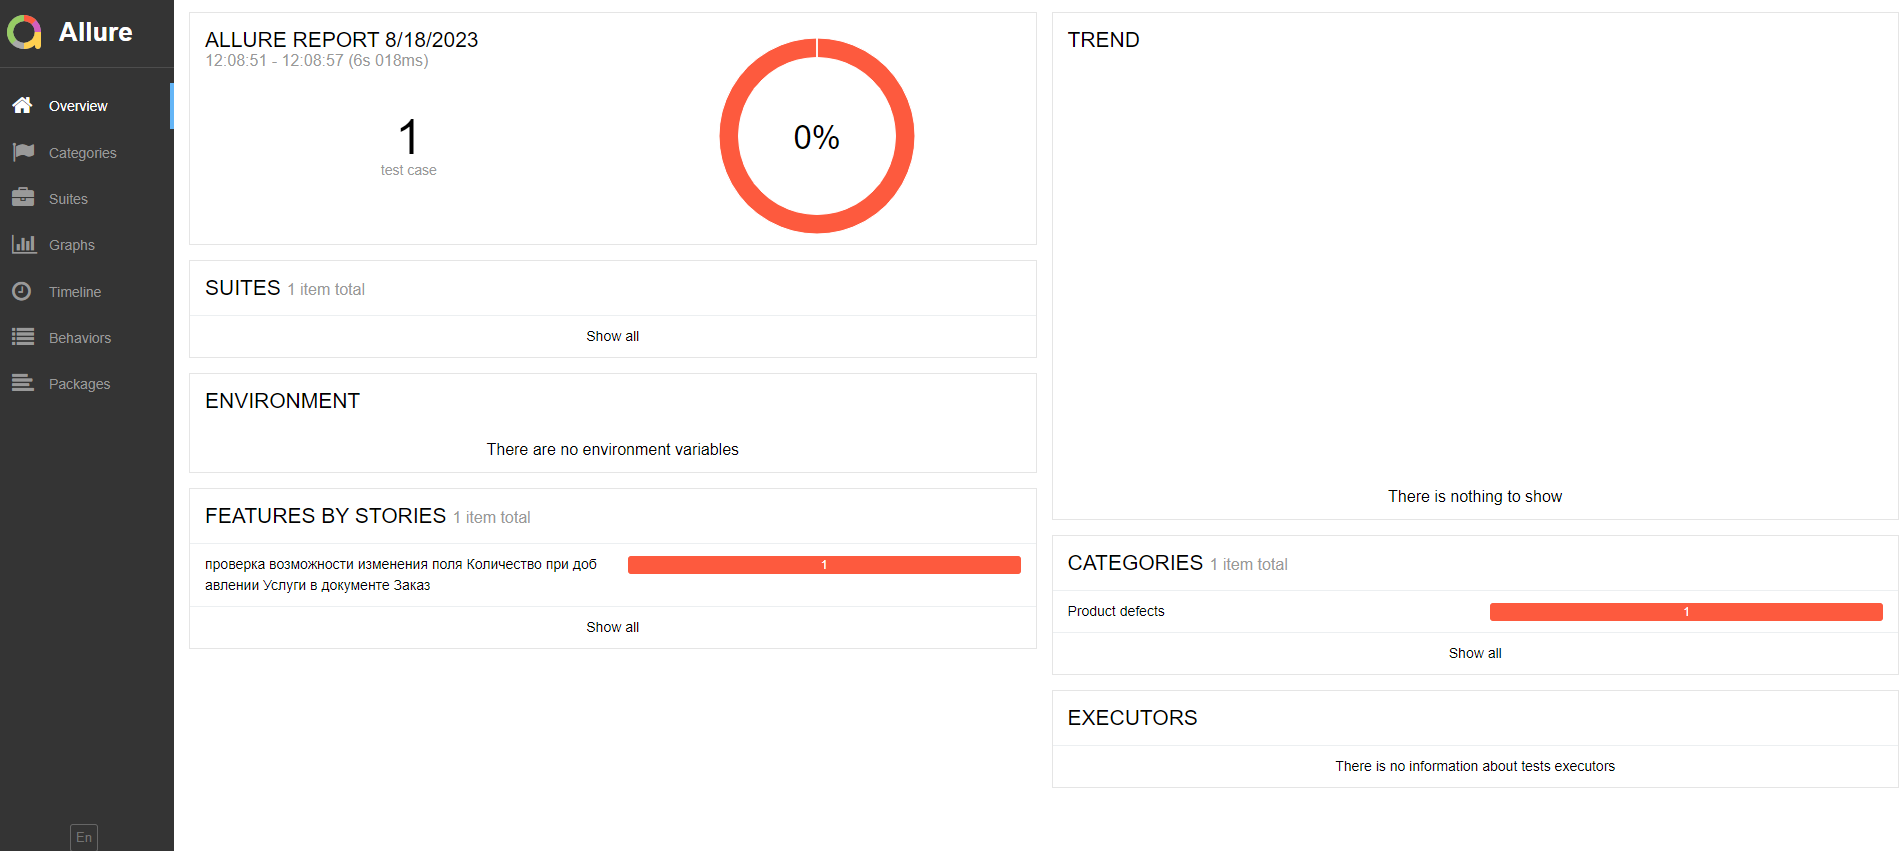 Allure
Overview
Categories
Suites
Graphs
Timeline
Behaviors
Packages
En
ALLURE REPORT 8/18/2023
12:08:51 - 12:08:57 (6s 018ms)
1
test case
0%
SUITES 1 item total
Show all
ENVIRONMENT
There are no environment variables
FEATURES BY STORIES 1 item total
проверка возможности изменения поля Количество при доб
авлении Услуги в документе Заказ
1
Show all
TREND
There is nothing to show
CATEGORIES 1 item total
Product defects
1
Show all
EXECUTORS
There is no information about tests executors